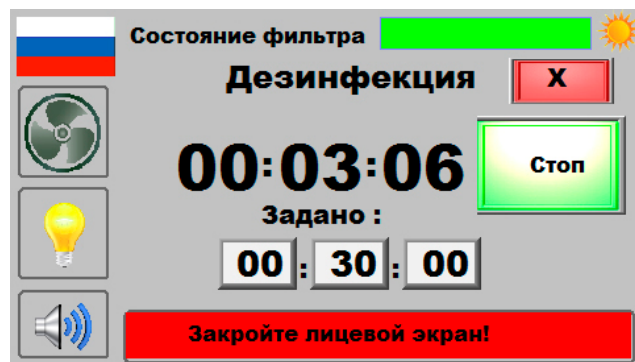 Состояние фильтра
Дезинфекция
X
00:03:06
Стоп
Задано :
00 : 30 : 00
Закройте лицевой экран!